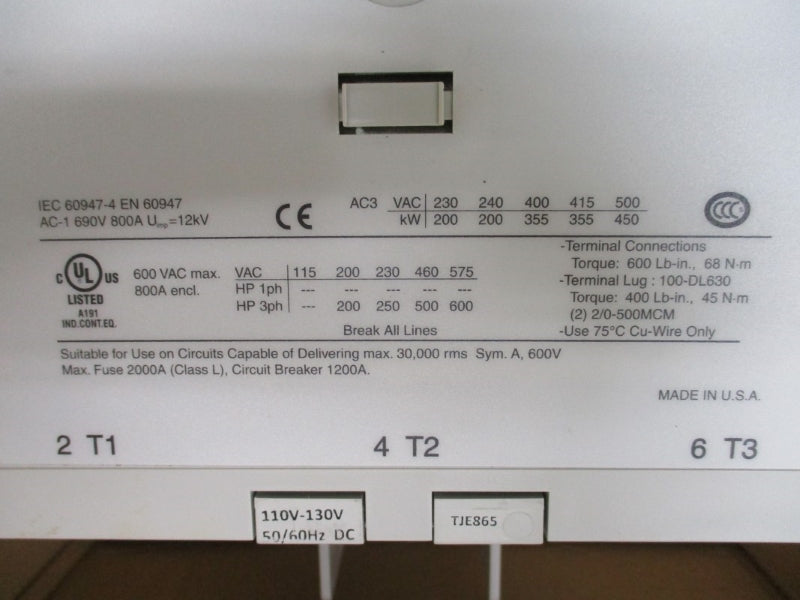 IEC 60947-4 EN 60947
AC-1 690V 800A Uimp=12kV
CE
AC3 VAC 230 240 400 415 500
kW 200 200 355 355 450
CCC
C UL US
LISTED
A191
IND.CONT.EQ.
600 VAC max.
800A encl.
VAC 115 200 230 460 575
HP 1ph --- --- --- --- ---
HP 3ph --- 200 250 500 600
Break All Lines
-Terminal Connections
Torque: 600 Lb-in., 68 N·m
-Terminal Lug : 100-DL630
Torque: 400 Lb-in., 45 N·m
(2) 2/0-500MCM
-Use 75°C Cu-Wire Only
Suitable for Use on Circuits Capable of Delivering max. 30,000 rms Sym. A, 600V
Max. Fuse 2000A (Class L), Circuit Breaker 1200A.
MADE IN U.S.A.
2 T1 4 T2 6 T3
110V-130V
50/60Hz DC
TJE865